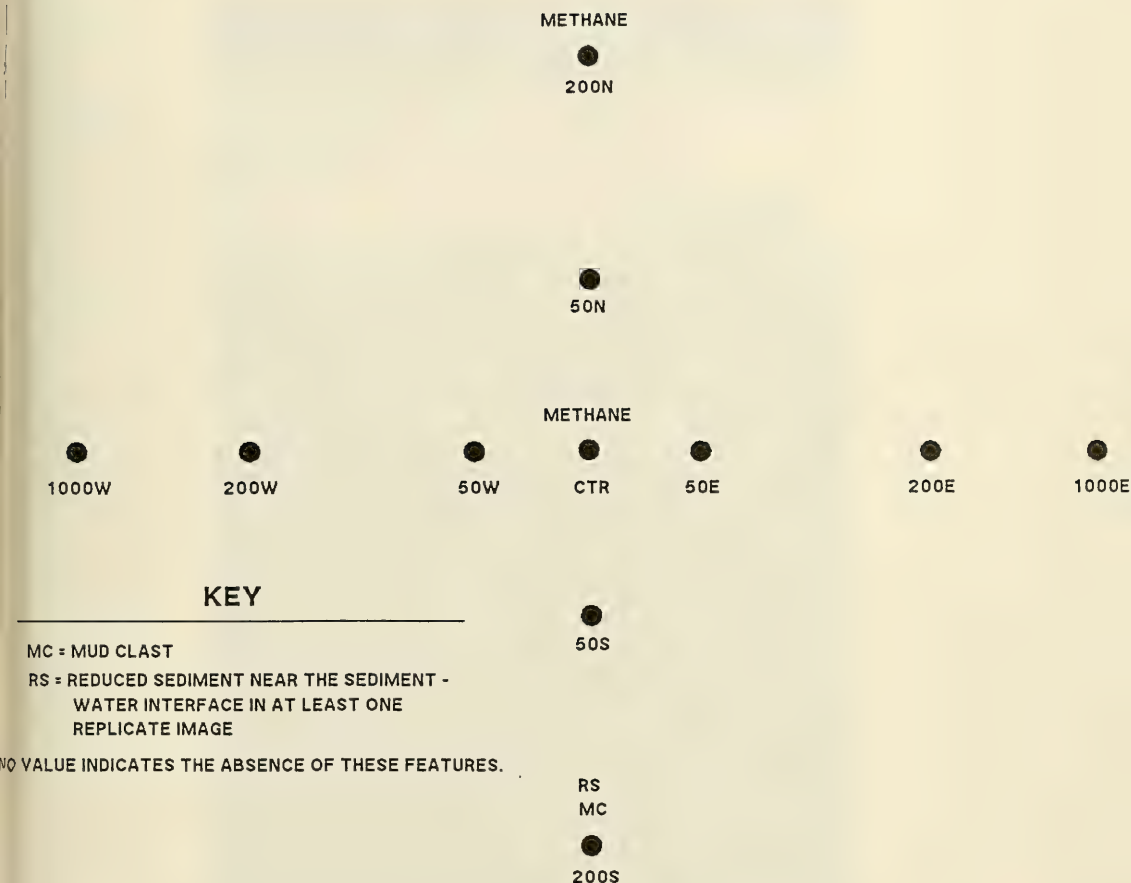 METHANE
200N
50N
METHANE
1000W 200W 50W CTR 50E 200E 1000E
KEY
MC = MUD CLAST
RS = REDUCED SEDIMENT NEAR THE SEDIMENT -
WATER INTERFACE IN AT LEAST ONE
REPLICATE IMAGE
NO VALUE INDICATES THE ABSENCE OF THESE FEATURES.
50S
RS
MC
200S